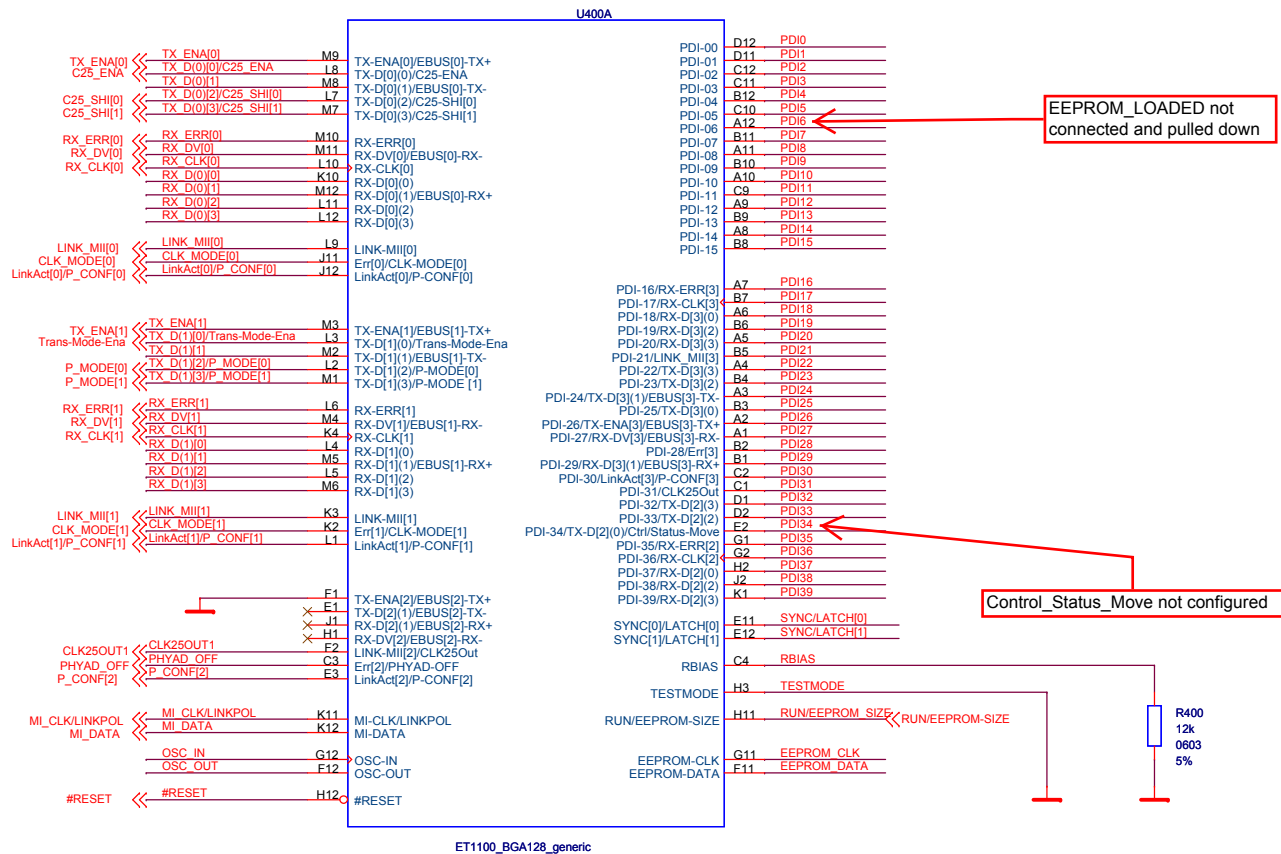 U400A
TX_ENA[0] TX_ENA[0] M9 TX-ENA[0]/EBUS[0]-TX+
C25_ENA TX_D(0)[0]/C25_ENA L8 TX-D[0](0)/C25-ENA
TX_D(0)[1] M8 TX-D[0](1)/EBUS[0]-TX-
C25_SHI[0] TX_D(0)[2]/C25_SHI[0] L7 TX-D[0](2)/C25-SHI[0]
C25_SHI[1] TX_D(0)[3]/C25_SHI[1] M7 TX-D[0](3)/C25-SHI[1]
RX_ERR[0] RX_ERR[0] M10 RX-ERR[0]
RX_DV[0] RX_DV[0] M11 RX-DV[0]/EBUS[0]-RX-
RX_CLK[0] RX_CLK[0] L10 RX-CLK[0]
RX_D(0)[0] K10 RX-D[0](0)
RX_D(0)[1] M12 RX-D[0](1)/EBUS[0]-RX+
RX_D(0)[2] L11 RX-D[0](2)
RX_D(0)[3] L12 RX-D[0](3)
LINK_MII[0] LINK_MII[0] L9 LINK-MII[0]
CLK_MODE[0] CLK_MODE[0] J11 Err[0]/CLK-MODE[0]
LinkAct[0]/P_CONF[0] LinkAct[0]/P_CONF[0] J12 LinkAct[0]/P-CONF[0]
TX_ENA[1] TX_ENA[1] M3 TX-ENA[1]/EBUS[1]-TX+
Trans-Mode-Ena TX_D(1)[0]/Trans-Mode-Ena L3 TX-D[1](0)/Trans-Mode-Ena
TX_D(1)[1] M2 TX-D[1](1)/EBUS[1]-TX-
P_MODE[0] TX_D(1)[2]/P_MODE[0] L2 TX-D[1](2)/P-MODE[0]
P_MODE[1] TX_D(1)[3]/P_MODE[1] M1 TX-D[1](3)/P-MODE [1]
RX_ERR[1] RX_ERR[1] L6 RX-ERR[1]
RX_DV[1] RX_DV[1] M4 RX-DV[1]/EBUS[1]-RX-
RX_CLK[1] RX_CLK[1] K4 RX-CLK[1]
RX_D(1)[0] L4 RX-D[1](0)
RX_D(1)[1] M5 RX-D[1](1)/EBUS[1]-RX+
RX_D(1)[2] L5 RX-D[1](2)
RX_D(1)[3] M6 RX-D[1](3)
LINK_MII[1] LINK_MII[1] K3 LINK-MII[1]
CLK_MODE[1] CLK_MODE[1] K2 Err[1]/CLK-MODE[1]
LinkAct[1]/P_CONF[1] LinkAct[1]/P_CONF[1] L1 LinkAct[1]/P-CONF[1]
F1 TX-ENA[2]/EBUS[2]-TX+
E1 TX-D[2](1)/EBUS[2]-TX-
J1 RX-D[2](1)/EBUS[2]-RX+
H1 RX-DV[2]/EBUS[2]-RX-
CLK25OUT1 CLK25OUT1 F2 LINK-MII[2]/CLK25Out
PHYAD_OFF PHYAD_OFF C3 Err[2]/PHYAD-OFF
P_CONF[2] P_CONF[2] E3 LinkAct[2]/P-CONF[2]
MI_CLK/LINKPOL MI_CLK/LINKPOL K11 MI-CLK/LINKPOL
MI_DATA MI_DATA K12 MI-DATA
OSC_IN G12 OSC-IN
OSC_OUT F12 OSC-OUT
#RESET #RESET H12 #RESET
PDI-00 D12 PDI0
PDI-01 D11 PDI1
PDI-02 C12 PDI2
PDI-03 C11 PDI3
PDI-04 B12 PDI4
PDI-05 C10 PDI5
PDI-06 A12 PDI6
PDI-07 B11 PDI7
PDI-08 A11 PDI8
PDI-09 B10 PDI9
PDI-10 A10 PDI10
PDI-11 C9 PDI11
PDI-12 A9 PDI12
PDI-13 B9 PDI13
PDI-14 A8 PDI14
PDI-15 B8 PDI15
PDI-16/RX-ERR[3] A7 PDI16
PDI-17/RX-CLK[3] B7 PDI17
PDI-18/RX-D[3](0) A6 PDI18
PDI-19/RX-D[3](2) B6 PDI19
PDI-20/RX-D[3](3) A5 PDI20
PDI-21/LINK_MII[3] B5 PDI21
PDI-22/TX-D[3](3) A4 PDI22
PDI-23/TX-D[3](2) B4 PDI23
PDI-24/TX-D[3](1)/EBUS[3]-TX- A3 PDI24
PDI-25/TX-D[3](0) B3 PDI25
PDI-26/TX-ENA[3]/EBUS[3]-TX+ A2 PDI26
PDI-27/RX-DV[3]/EBUS[3]-RX- A1 PDI27
PDI-28/Err[3] B2 PDI28
PDI-29/RX-D[3](1)/EBUS[3]-RX+ B1 PDI29
PDI-30/LinkAct[3]/P-CONF[3] C2 PDI30
PDI-31/CLK25Out C1 PDI31
PDI-32/TX-D[2](3) D1 PDI32
PDI-33/TX-D[2](2) D2 PDI33
PDI-34/TX-D[2](0)/Ctrl/Status-Move E2 PDI34
PDI-35/RX-ERR[2] G1 PDI35
PDI-36/RX-CLK[2] G2 PDI36
PDI-37/RX-D[2](0) H2 PDI37
PDI-38/RX-D[2](2) J2 PDI38
PDI-39/RX-D[2](3) K1 PDI39
SYNC[0]/LATCH[0] E11 SYNC/LATCH[0]
SYNC[1]/LATCH[1] E12 SYNC/LATCH[1]
RBIAS C4 RBIAS
TESTMODE H3 TESTMODE
RUN/EEPROM-SIZE H11 RUN/EEPROM_SIZE RUN/EEPROM-SIZE
EEPROM-CLK G11 EEPROM_CLK
EEPROM-DATA F11 EEPROM_DATA
EEPROM_LOADED not
connected and pulled down
Control_Status_Move not configured
R400
12k
0603
5%
ET1100_BGA128_generic